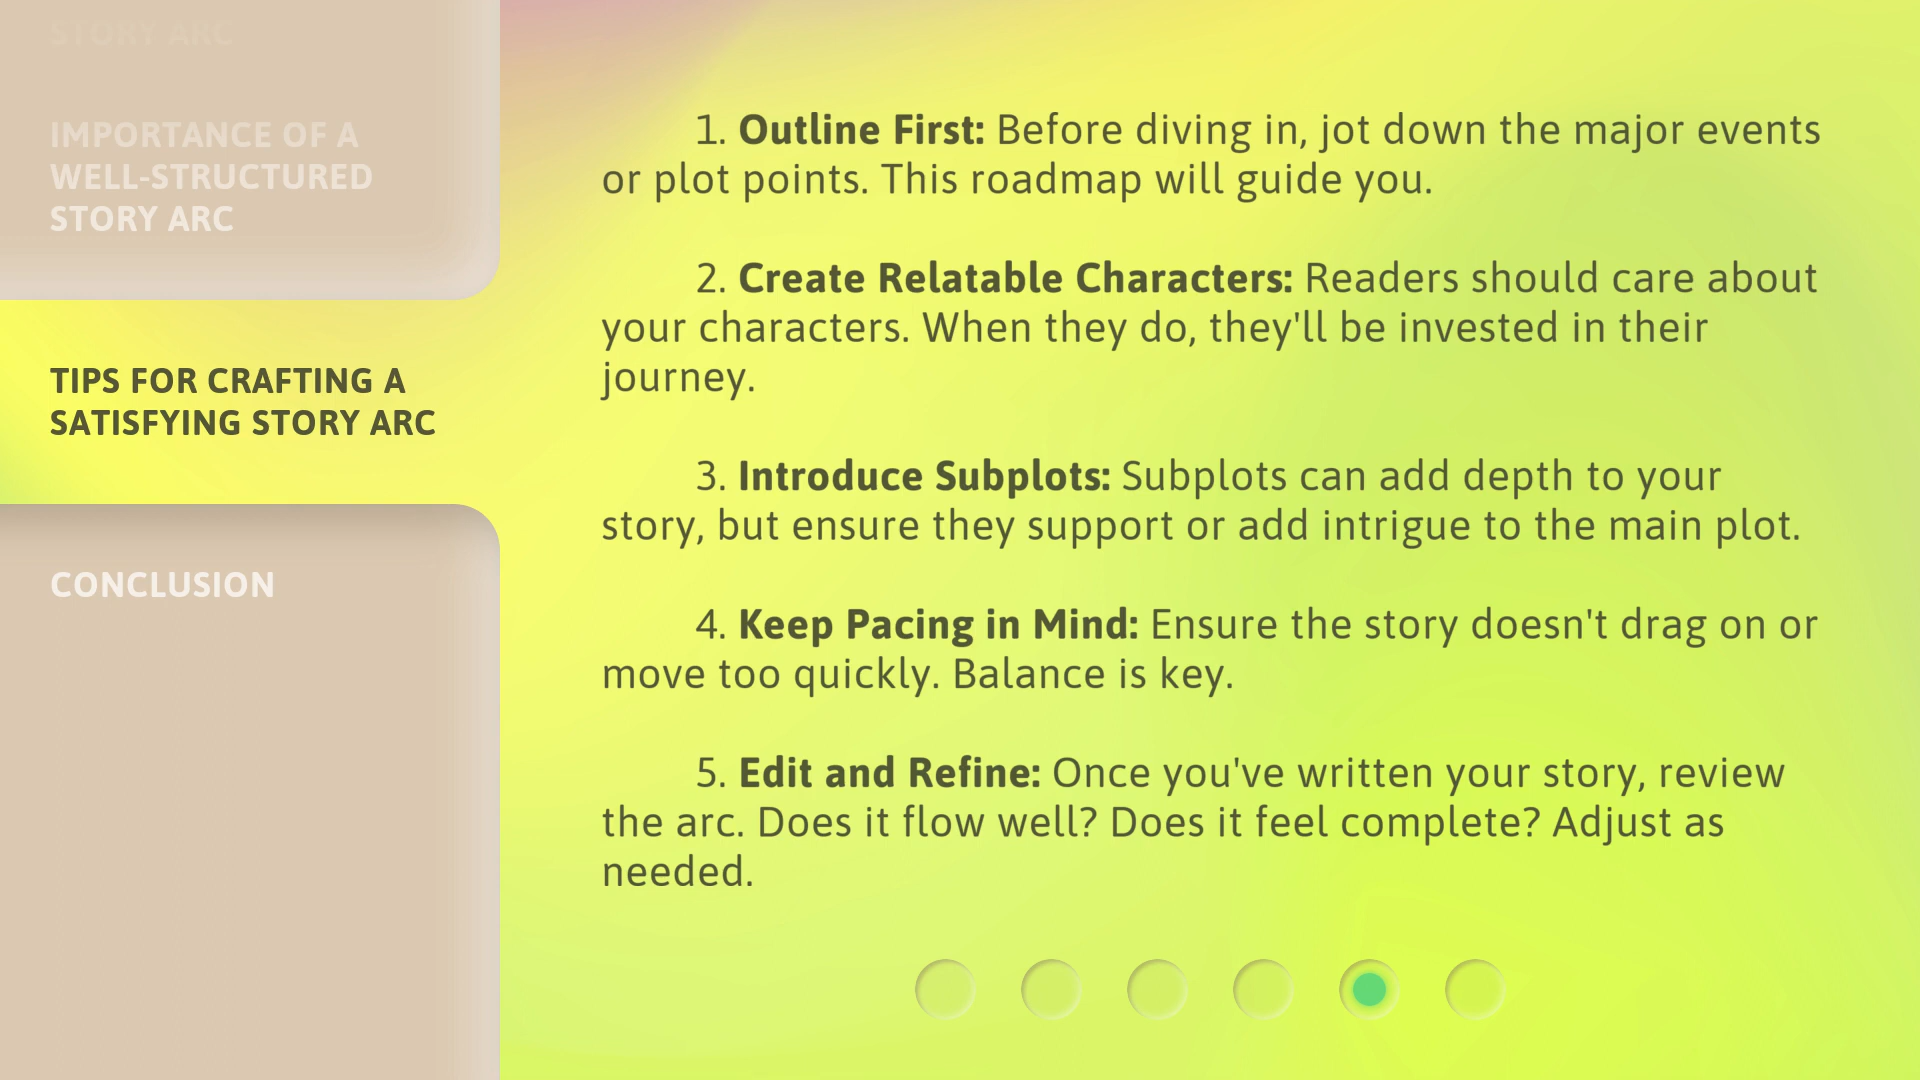 STORY ARC
IMPORTANCE OF A
WELL-STRUCTURED
STORY ARC
TIPS FOR CRAFTING A
SATISFYING STORY ARC
CONCLUSION
1. Outline First: Before diving in, jot down the major events
or plot points. This roadmap will guide you.
2. Create Relatable Characters: Readers should care about
your characters. When they do, they'll be invested in their
journey.
3. Introduce Subplots: Subplots can add depth to your
story, but ensure they support or add intrigue to the main plot.
4. Keep Pacing in Mind: Ensure the story doesn't drag on or
move too quickly. Balance is key.
5. Edit and Refine: Once you've written your story, review
the arc. Does it flow well? Does it feel complete? Adjust as
needed.